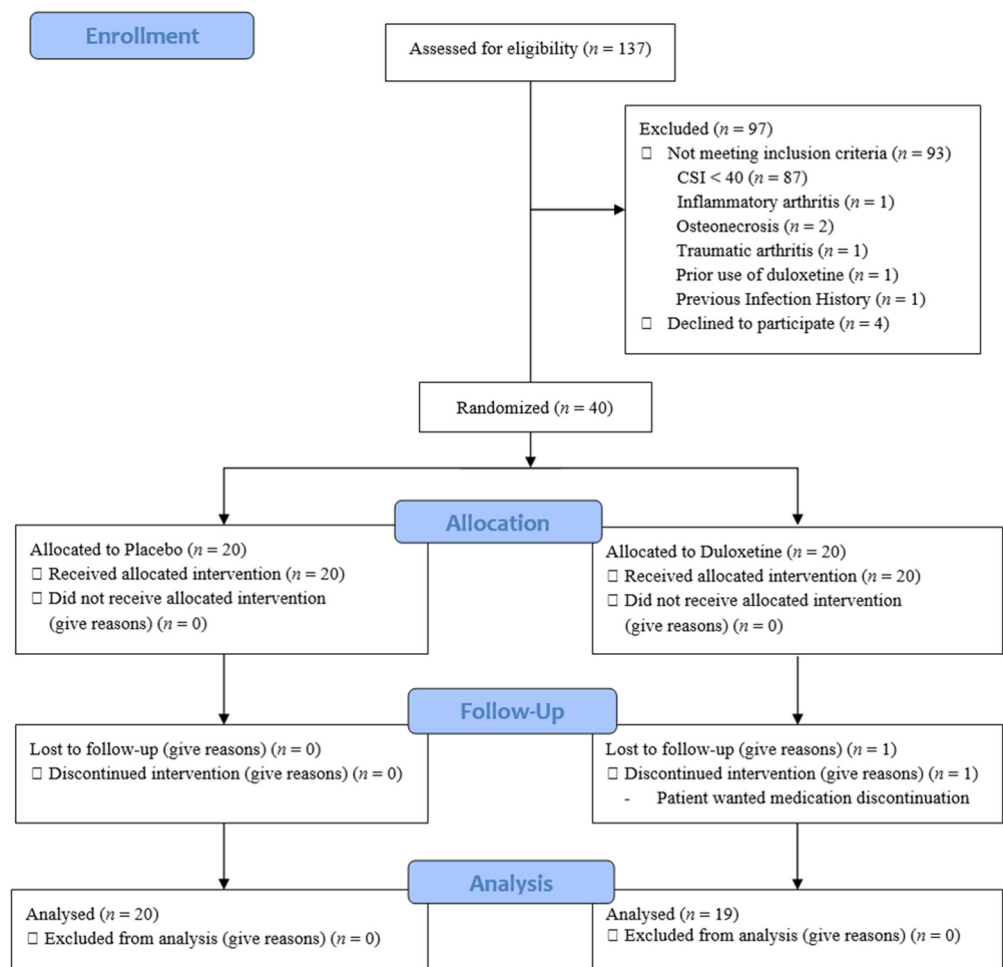 Enrollment
Assessed for eligibility (n = 137)
Excluded (n = 97)
□ Not meeting inclusion criteria (n = 93)
CSI < 40 (n = 87)
Inflammatory arthritis (n = 1)
Osteonecrosis (n = 2)
Traumatic arthritis (n = 1)
Prior use of duloxetine (n = 1)
Previous Infection History (n = 1)
□ Declined to participate (n = 4)
Randomized (n = 40)
Allocation
Allocated to Placebo (n = 20)
□ Received allocated intervention (n = 20)
□ Did not receive allocated intervention
(give reasons) (n = 0)
Allocated to Duloxetine (n = 20)
□ Received allocated intervention (n = 20)
□ Did not receive allocated intervention
(give reasons) (n = 0)
Follow-Up
Lost to follow-up (give reasons) (n = 0)
□ Discontinued intervention (give reasons) (n = 0)
Lost to follow-up (give reasons) (n = 1)
□ Discontinued intervention (give reasons) (n = 1)
- Patient wanted medication discontinuation
Analysis
Analysed (n = 20)
□ Excluded from analysis (give reasons) (n = 0)
Analysed (n = 19)
□ Excluded from analysis (give reasons) (n = 0)